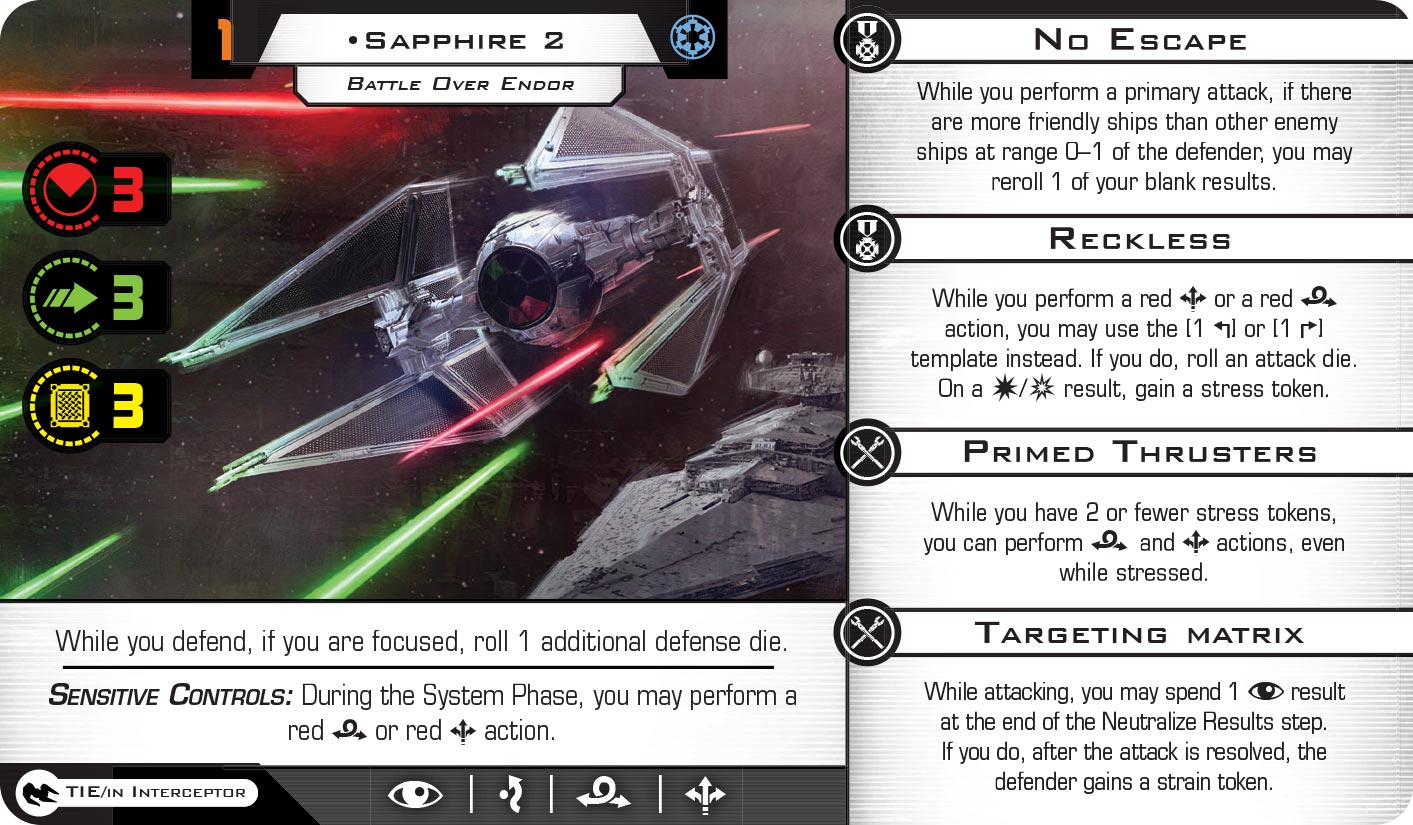 1
•Sapphire 2
Battle Over Endor
3
3
3
While you defend, if you are focused, roll 1 additional defense die.
Sensitive Controls: During the System Phase, you may perform a
red or red action.
TIE/in Interceptor
No Escape
While you perform a primary attack, if there
are more friendly ships than other enemy
ships at range 0–1 of the defender, you may
reroll 1 of your blank results.
Reckless
While you perform a red or a red
action, you may use the [1 ] or [1 ]
template instead. If you do, roll an attack die.
On a / result, gain a stress token.
Primed Thrusters
While you have 2 or fewer stress tokens,
you can perform and actions, even
while stressed.
Targeting matrix
While attacking, you may spend 1 result
at the end of the Neutralize Results step.
If you do, after the attack is resolved, the
defender gains a strain token.